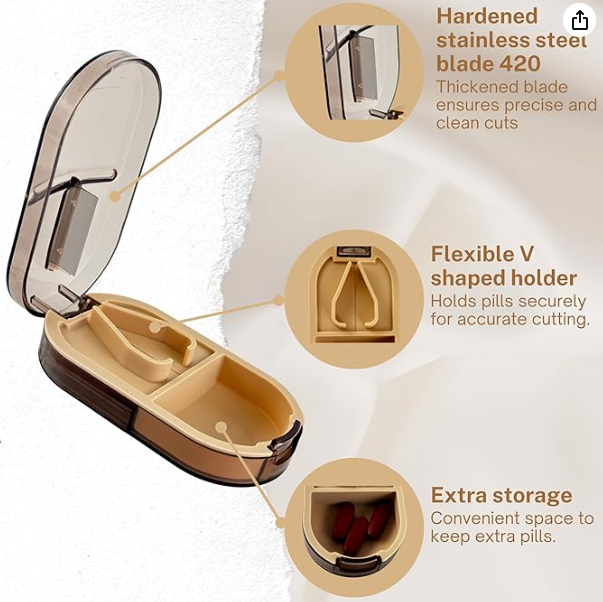 Hardened
stainless steel
blade 420
Thickened blade
ensures precise and
clean cuts
Flexible V
shaped holder
Holds pills securely
for accurate cutting.
Extra storage
Convenient space to
keep extra pills.